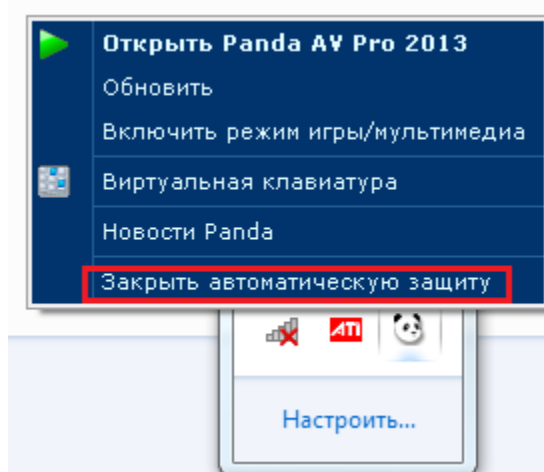 Открыть Panda AV Pro 2013
Обновить
Включить режим игры/мультимедиа
Виртуальная клавиатура
Новости Panda
Закрыть автоматическую защиту
ATI
Настроить...